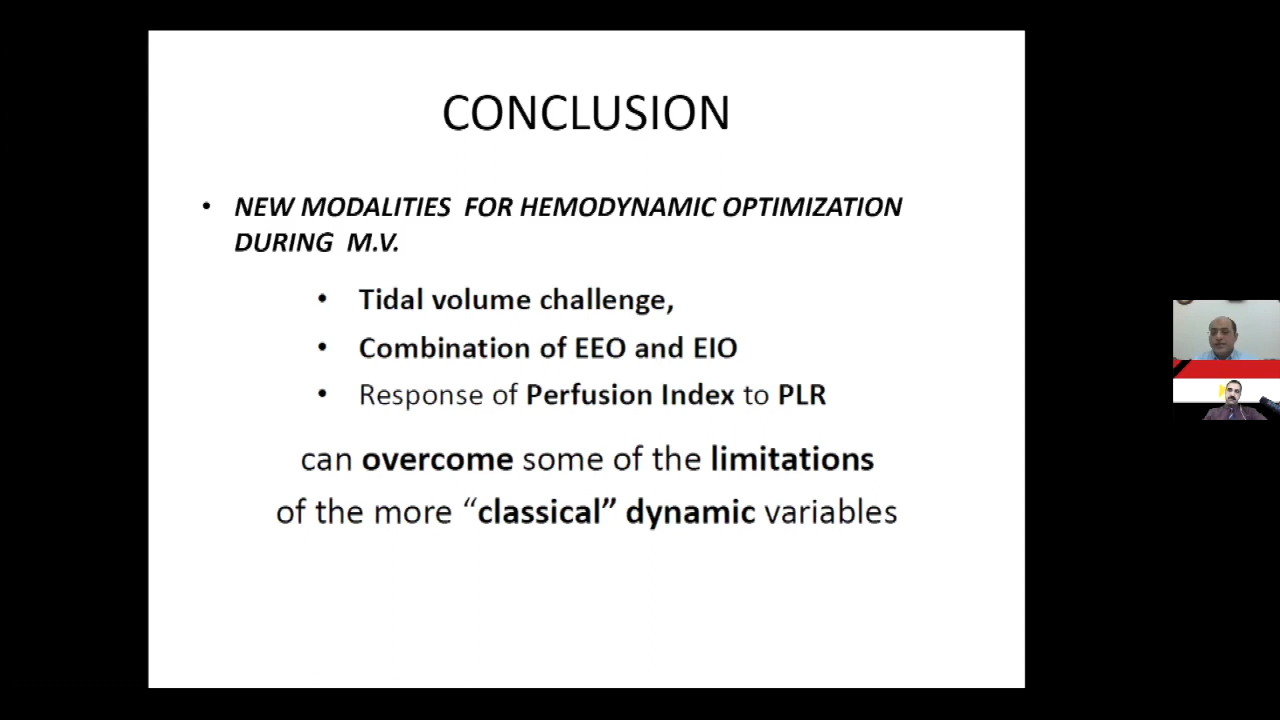 CONCLUSION
• NEW MODALITIES FOR HEMODYNAMIC OPTIMIZATION
DURING M.V.
• Tidal volume challenge,
• Combination of EEO and EIO
• Response of Perfusion Index to PLR
can overcome some of the limitations
of the more “classical” dynamic variables